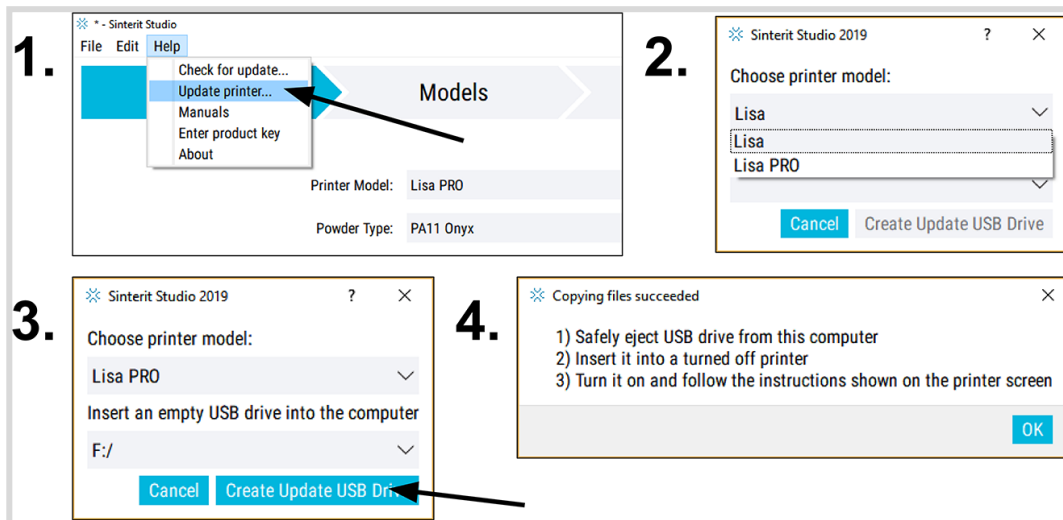 1.
* - Sinterit Studio
File Edit Help
Check for update...
Update printer...
Manuals
Enter product key
About
Models
Printer Model: Lisa PRO
Powder Type: PA11 Onyx
2.
Sinterit Studio 2019 ?
Choose printer model:
Lisa
Lisa
Lisa PRO
Cancel Create Update USB Drive
3.
Sinterit Studio 2019 ?
Choose printer model:
Lisa PRO
Insert an empty USB drive into the computer
F:/
Cancel Create Update USB Drive
4.
Copying files succeeded
1) Safely eject USB drive from this computer
2) Insert it into a turned off printer
3) Turn it on and follow the instructions shown on the printer screen
OK